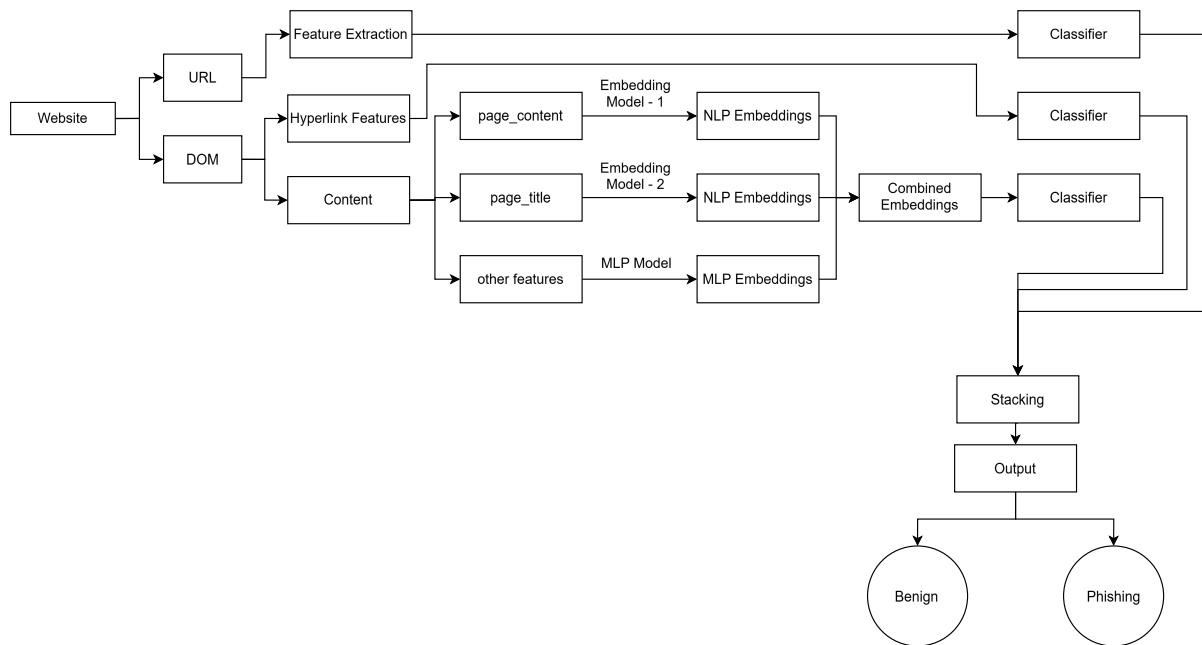 Feature Extraction
Classifier
URL
Website
Hyperlink Features
page_content
Embedding
Model - 1
NLP Embeddings
Classifier
DOM
Content
page_title
Embedding
Model - 2
NLP Embeddings
Combined
Embeddings
Classifier
other features
MLP Model
MLP Embeddings
Stacking
Output
Benign
Phishing